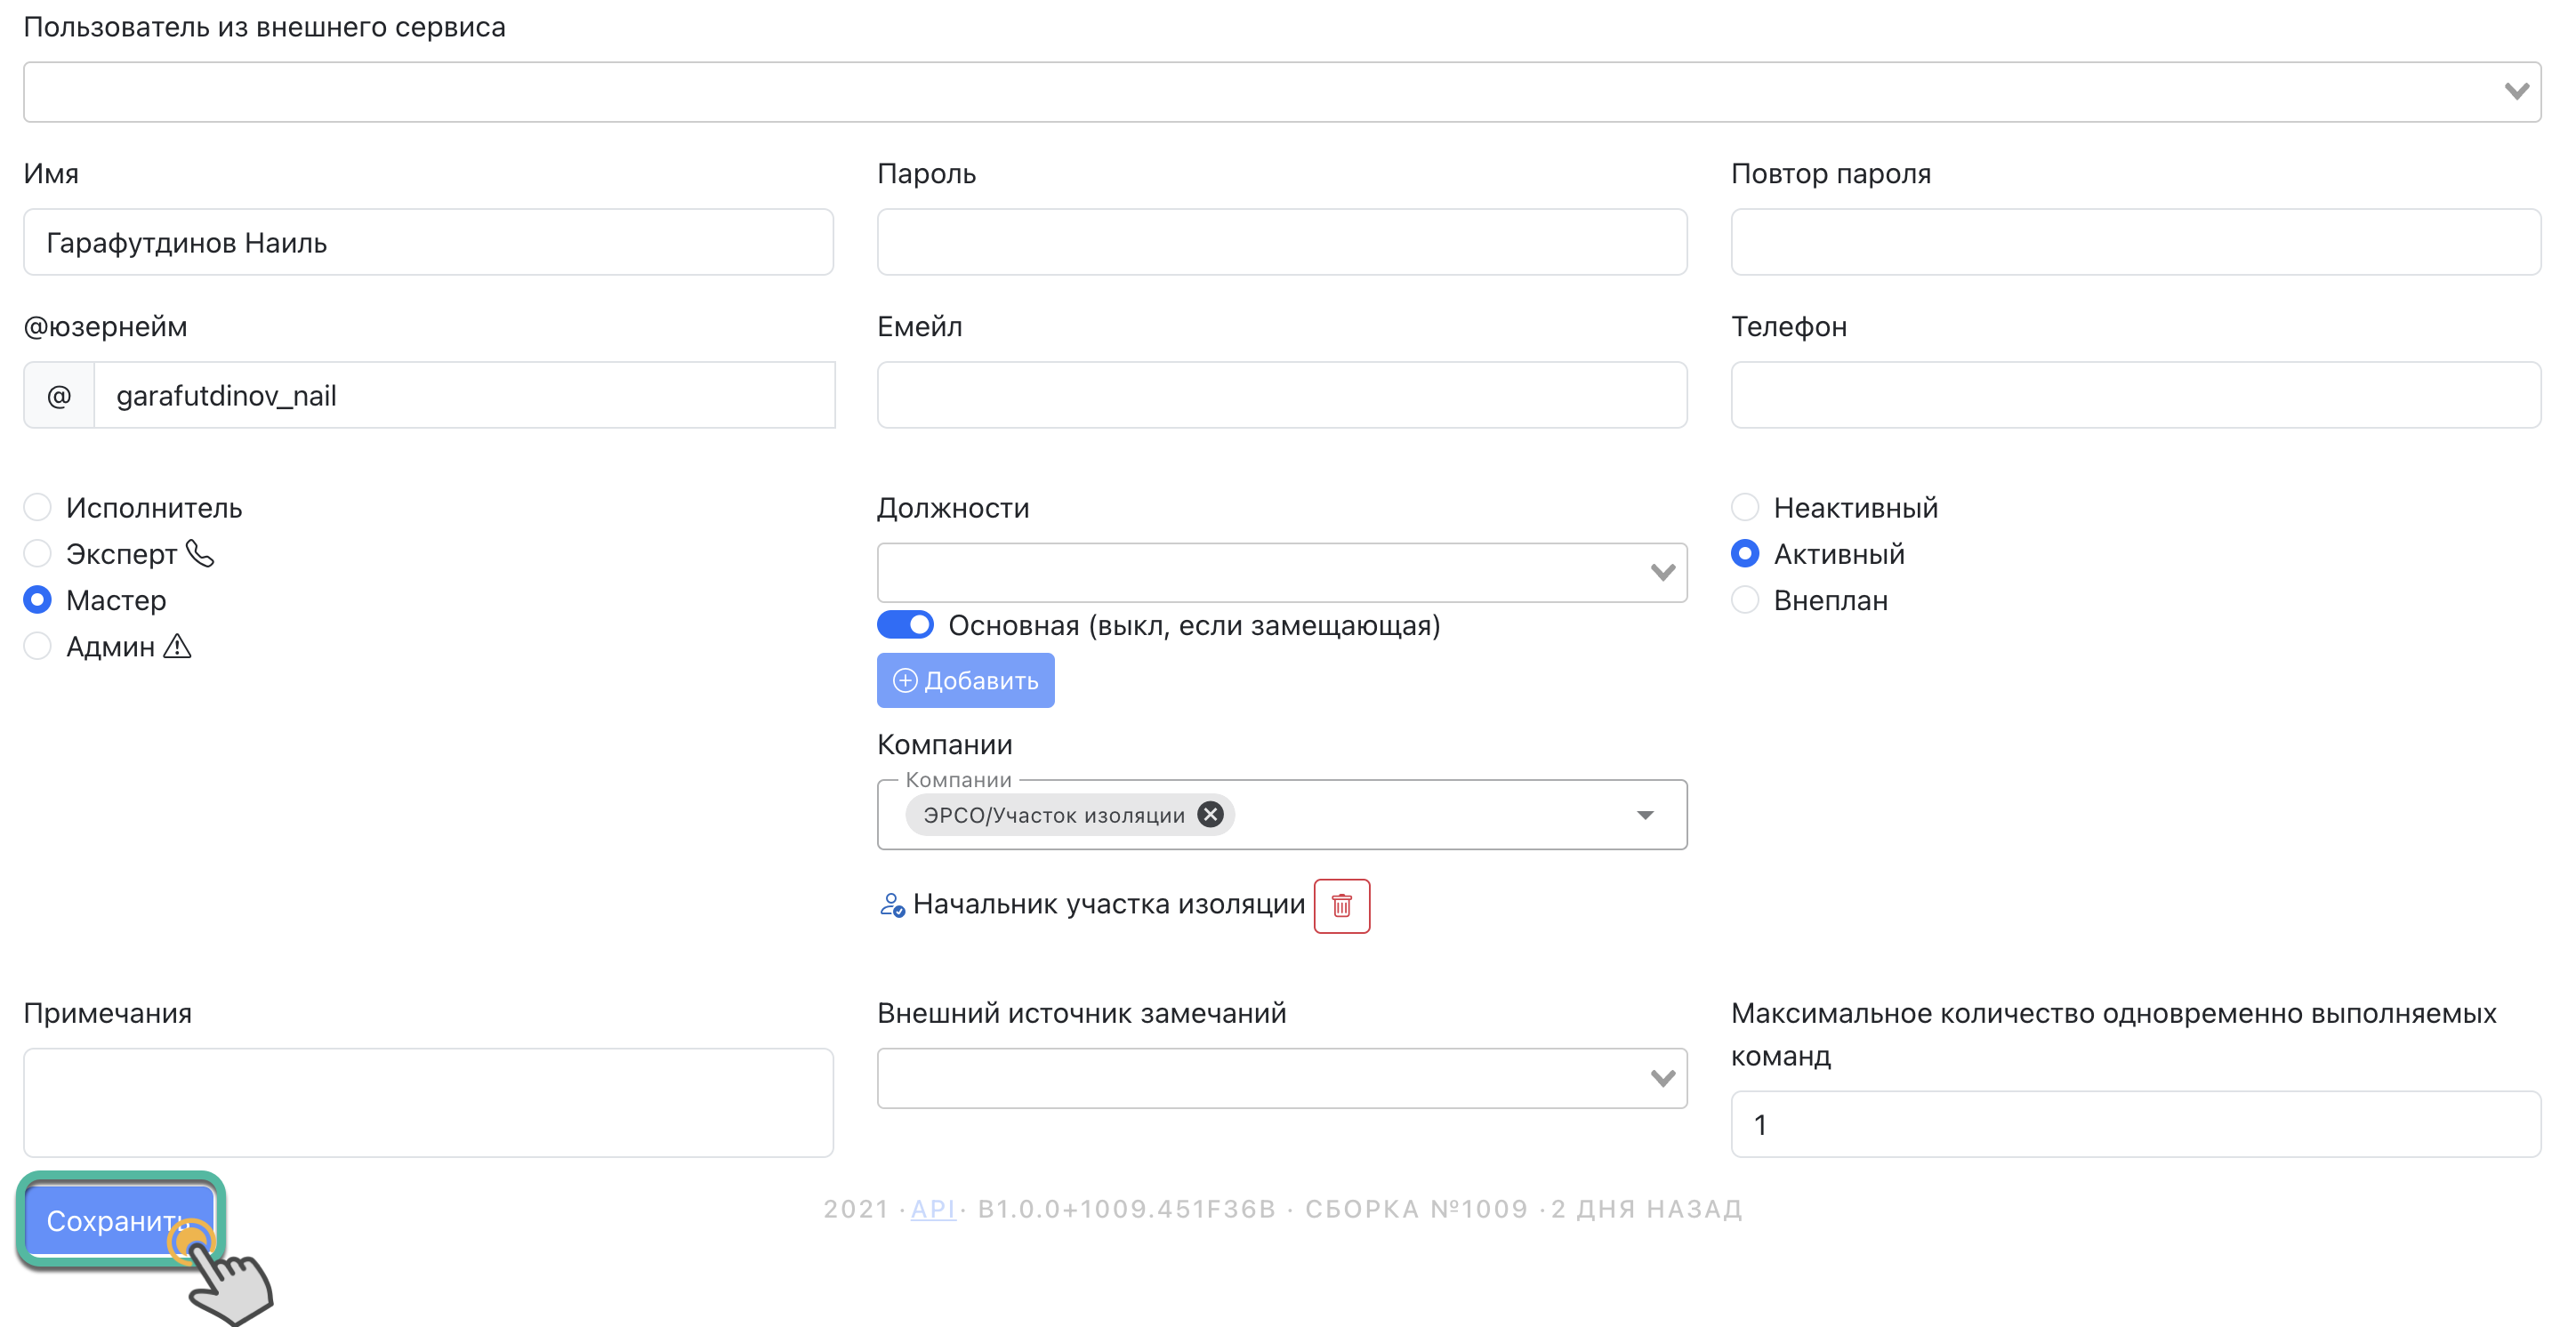 Пользователь из внешнего сервиса
Имя
Пароль
Повтор пароля
Гарафутдинов Наиль
@юзернейм
Емейл
Телефон
@ garafutdinov_nail
Исполнитель
Эксперт
Мастер
Админ
Должности
Основная (выкл, если замещающая)
Добавить
Компании
Компании
ЭРСО/Участок изоляции
Начальник участка изоляции
Неактивный
Активный
Внеплан
Примечания
Внешний источник замечаний
Максимальное количество одновременно выполняемых
команд
1
Сохранить
2021 · API · В1.0.0+1009.451F36B · СБОРКА №1009 · 2 ДНЯ НАЗАД